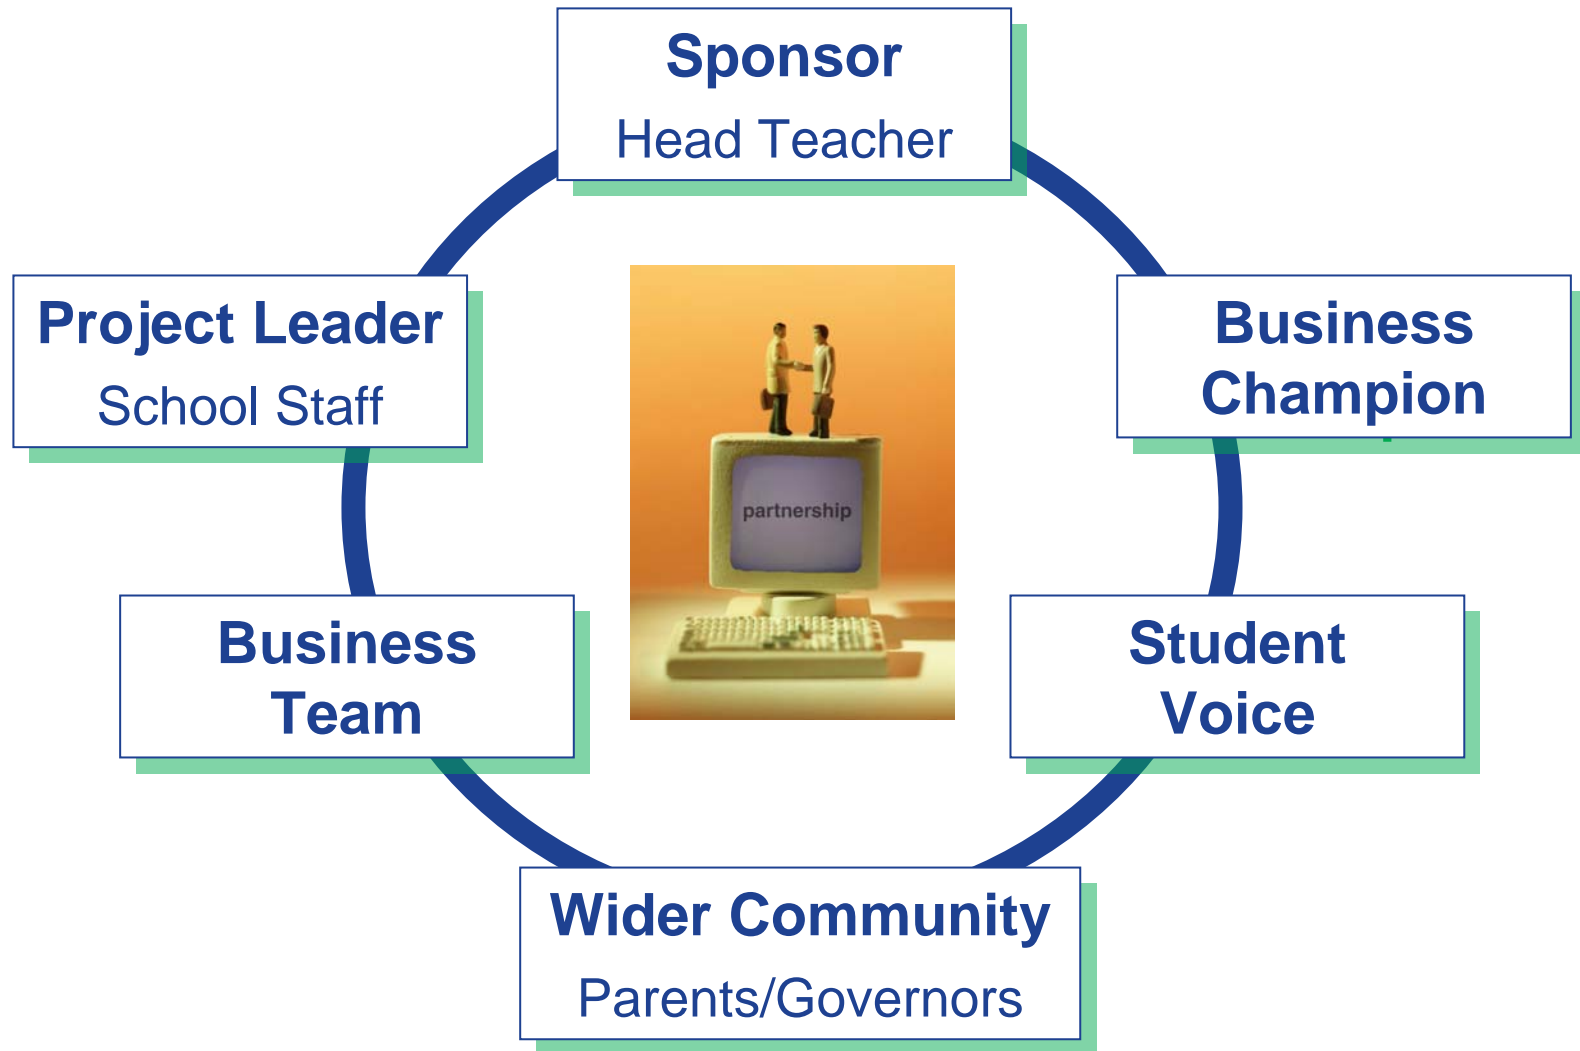 Sponsor
Head Teacher
Project Leader
School Staff
Business
Champion
partnership
Business
Team
Student
Voice
Wider Community
Parents/Governors